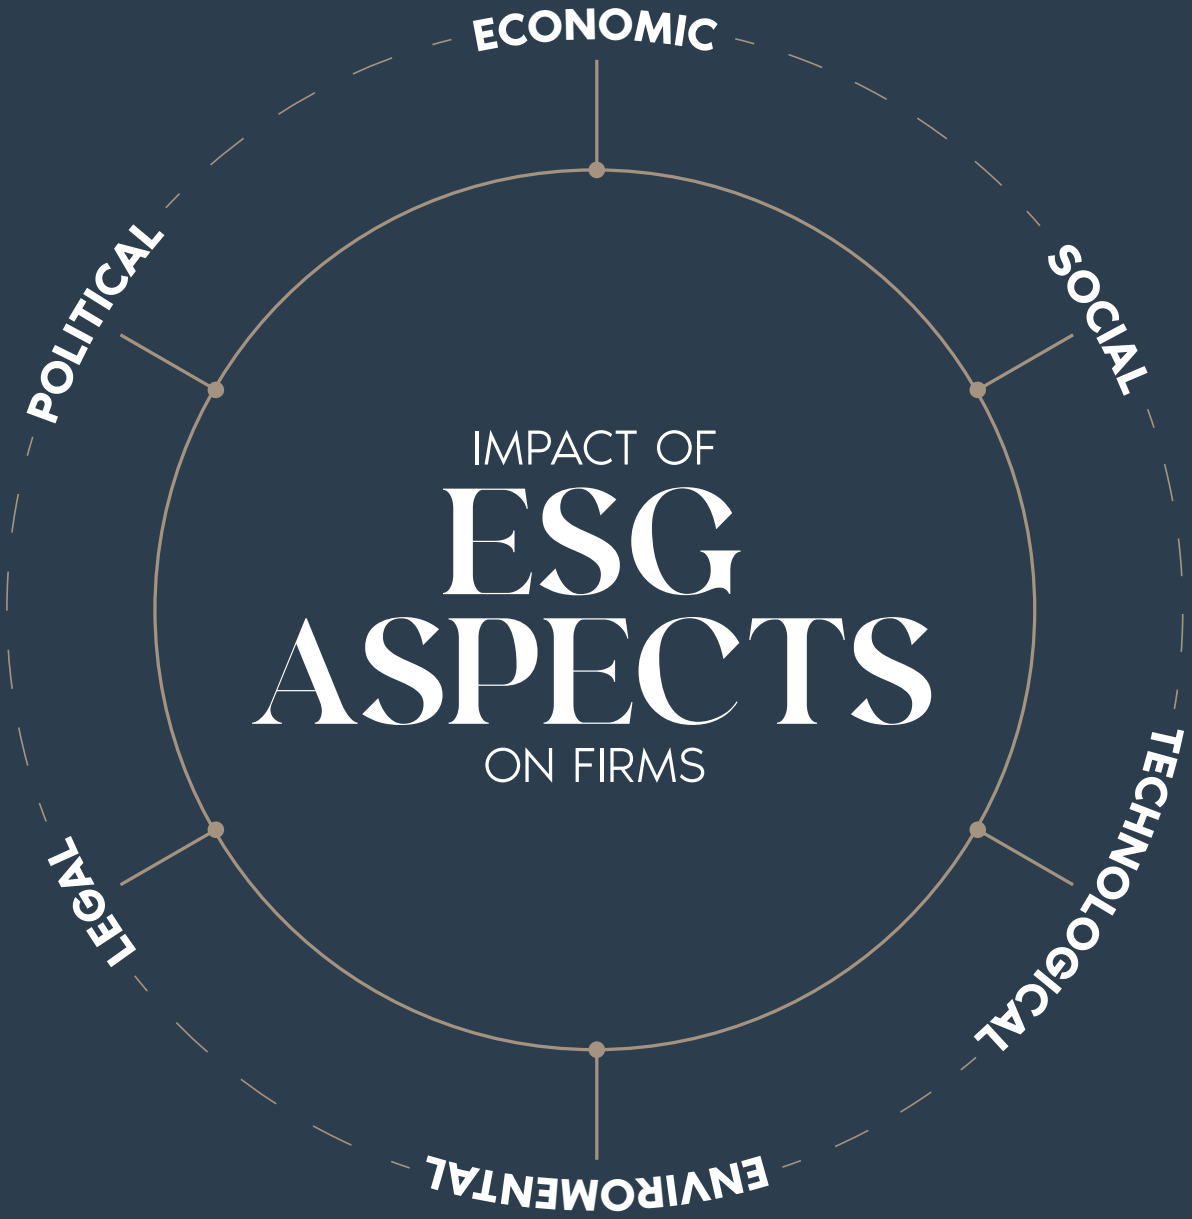 ECONOMIC
SOCIAL
TECHNOLOGICAL
ENVIROMENTAL
LEGAL
POLITICAL
IMPACT OF
ESG
ASPECTS
ON FIRMS